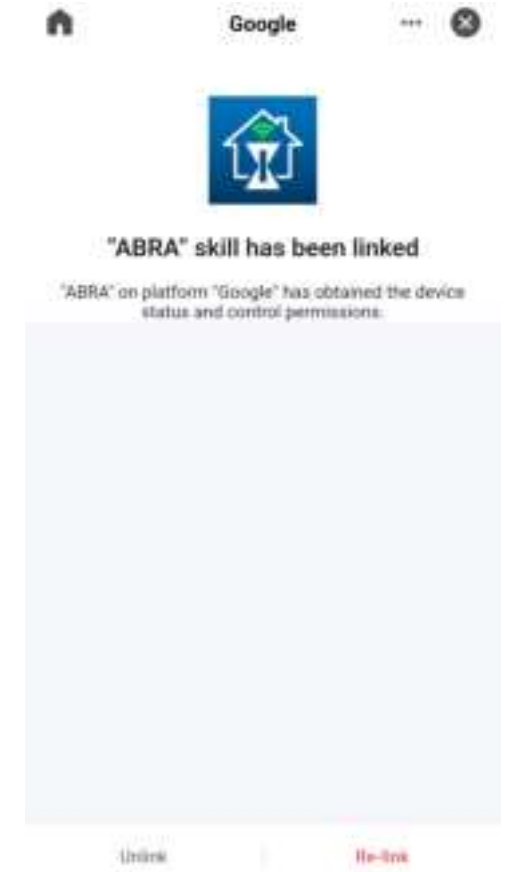 Google
"ABRA" skill has been linked
"ABRA" on platform "Google" has obtained the device
status and control permissions.
Unlink
Re-link